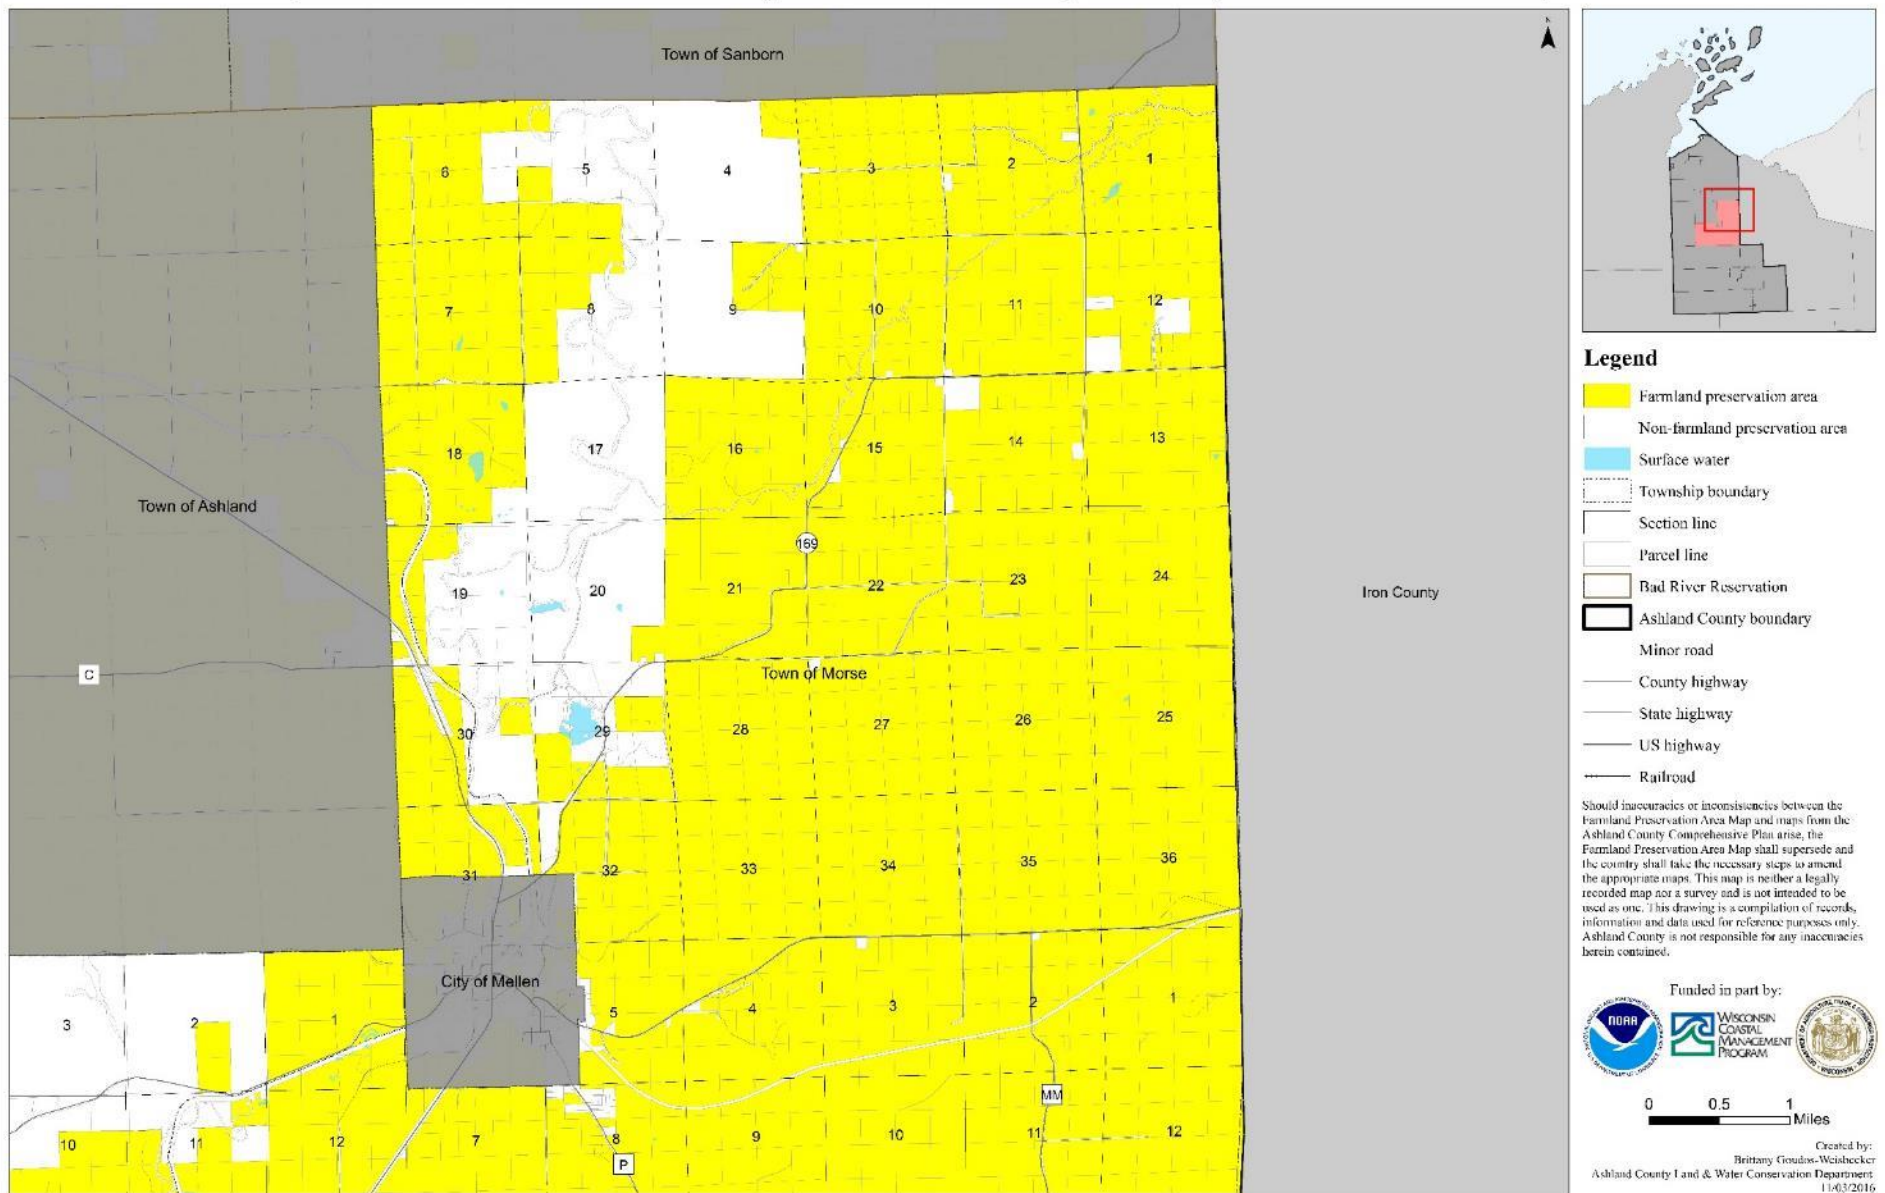 Town of Sanborn
6
5
4
3
2
1
7
8
9
10
11
12
18
17
16
15
14
13
Town of Ashland
169
19
20
21
22
23
24
Iron County
C
Town of Morse
30
29
28
27
26
25
31
32
33
34
35
36
City of Mellen
3
2
1
5
4
3
2
1
MM
10
11
12
7
8
9
10
11
12
P
Legend
Farmland preservation area
Non-farmland preservation area
Surface water
Township boundary
Section line
Parcel line
Bad River Reservation
Ashland County boundary
Minor road
County highway
State highway
US highway
Railroad
Should inaccuracies or inconsistencies between the
Farmland Preservation Area Map and maps from the
Ashland County Comprehensive Plan arise, the
Farmland Preservation Area Map shall supersede and
the country shall take the necessary steps to amend
the appropriate maps. This map is neither a legally
recorded map nor a survey and is not intended to be
used as one. This drawing is a compilation of records,
information and data used for reference purposes only.
Ashland County is not responsible for any inaccuracies
herein contained.
Funded in part by:
NOAA
WISCONSIN
COASTAL
MANAGEMENT
PROGRAM
0 0.5 1
Miles
Created by:
Brittany Goudos-Weisbecker
Ashland County Land & Water Conservation Department
11/03/2016